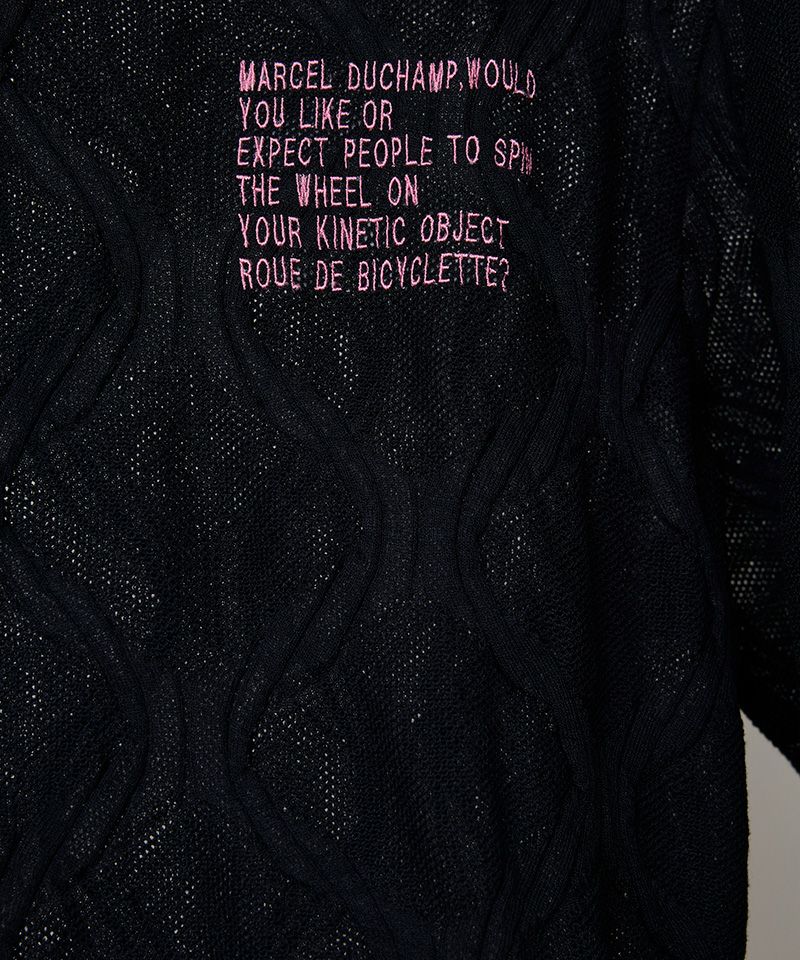 MARCEL DUCHAMP, WOULD
YOU LIKE OR
EXPECT PEOPLE TO SPIN
THE WHEEL ON
YOUR KINETIC OBJECT
ROUE DE BICYCLETTE?